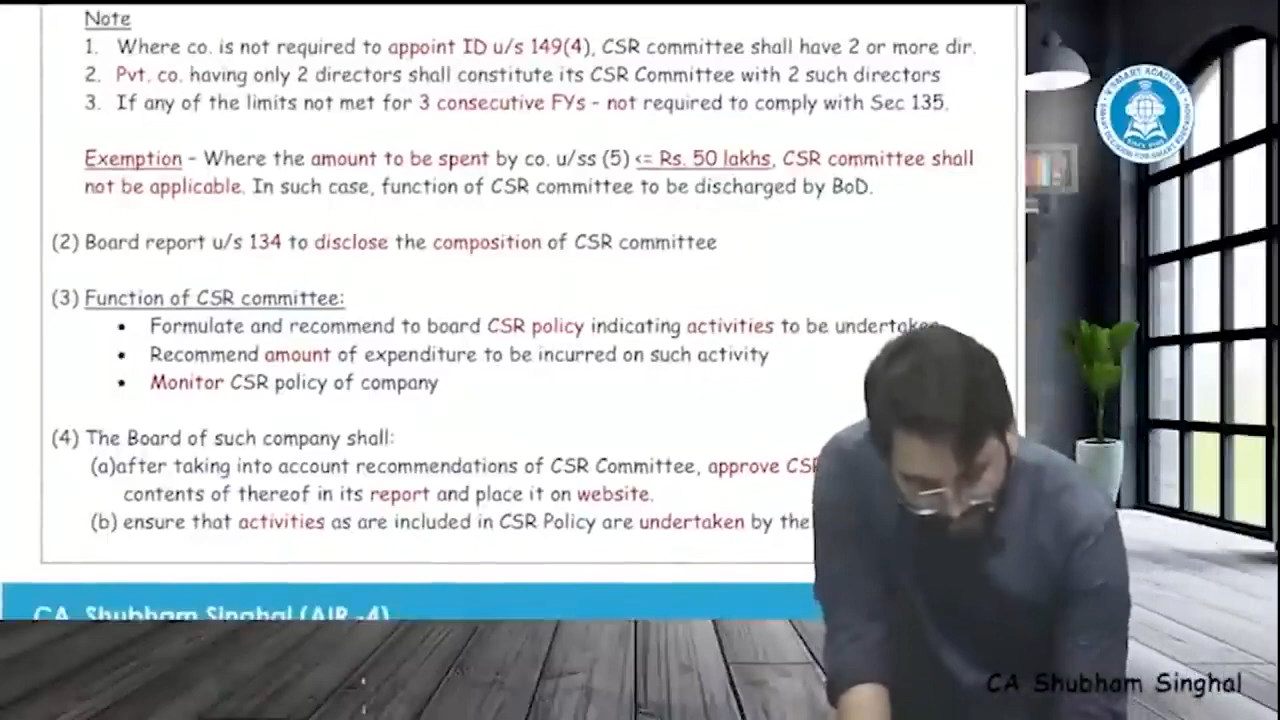 Note
1. Where co. is not required to appoint ID u/s 149(4), CSR committee shall have 2 or more dir.
2. Pvt. co. having only 2 directors shall constitute its CSR Committee with 2 such directors
3. If any of the limits not met for 3 consecutive FYs - not required to comply with Sec 135.
Exemption - Where the amount to be spent by co. u/ss (5) <= Rs. 50 lakhs, CSR committee shall
not be applicable. In such case, function of CSR committee to be discharged by BoD.
(2) Board report u/s 134 to disclose the composition of CSR committee
(3) Function of CSR committee:
• Formulate and recommend to board CSR policy indicating activities to be
• Recommend amount of expenditure to be incurred on such activity
• Monitor CSR policy of company
(4) The Board of such company shall:
(a)after taking into account recommendations of CSR Committee, approve
contents of thereof in its report and place it on website.
(b) ensure that activities as are included in CSR Policy are undertaken by the
CA Shubham Singhal (AIR -4)
CA Shubham Singhal